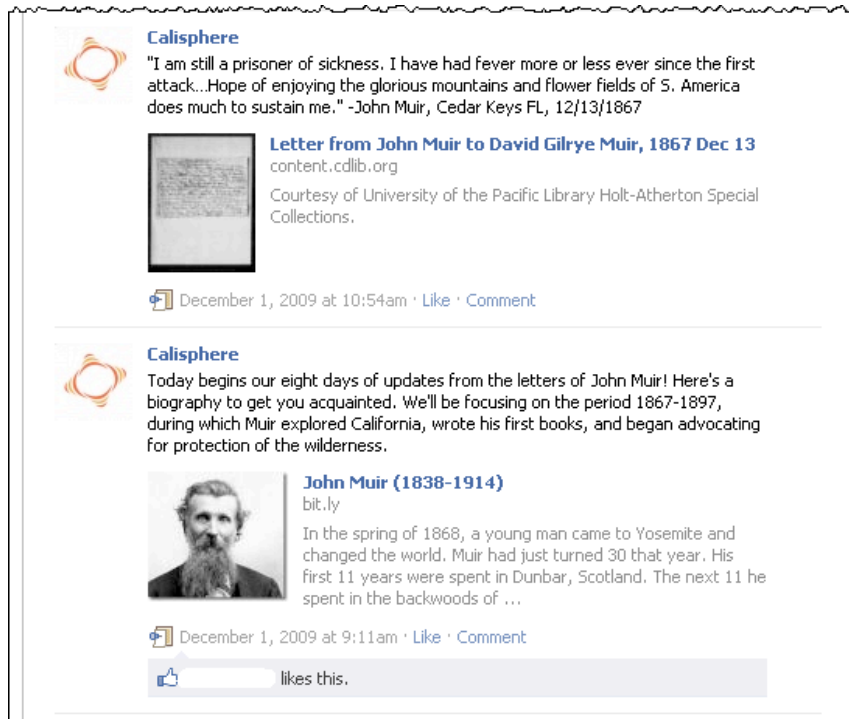 Calisphere
"I am still a prisoner of sickness. I have had fever more or less ever since the first
attack...Hope of enjoying the glorious mountains and flower fields of S. America
does much to sustain me." -John Muir, Cedar Keys FL, 12/13/1867
Letter from John Muir to David Gilrye Muir, 1867 Dec 13
content.cdlib.org
Courtesy of University of the Pacific Library Holt-Atherton Special
Collections.
December 1, 2009 at 10:54am · Like · Comment
Calisphere
Today begins our eight days of updates from the letters of John Muir! Here's a
biography to get you acquainted. We'll be focusing on the period 1867-1897,
during which Muir explored California, wrote his first books, and began advocating
for protection of the wilderness.
John Muir (1838-1914)
bit.ly
In the spring of 1868, a young man came to Yosemite and
changed the world. Muir had just turned 30 that year. His
first 11 years were spent in Dunbar, Scotland. The next 11 he
spent in the backwoods of ...
December 1, 2009 at 9:11am · Like · Comment
likes this.